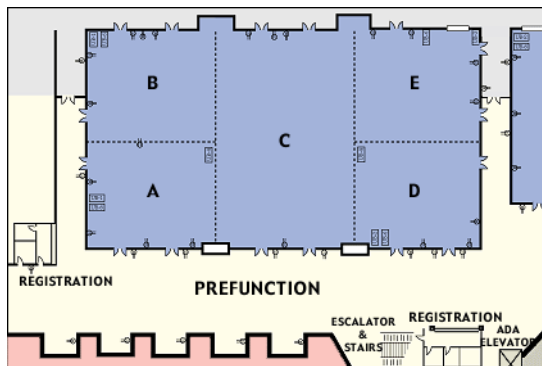 B
E
C
A
D
REGISTRATION
PREFUNCTION
ESCALATOR
&
STAIRS
REGISTRATION
ADA
ELEVATOR